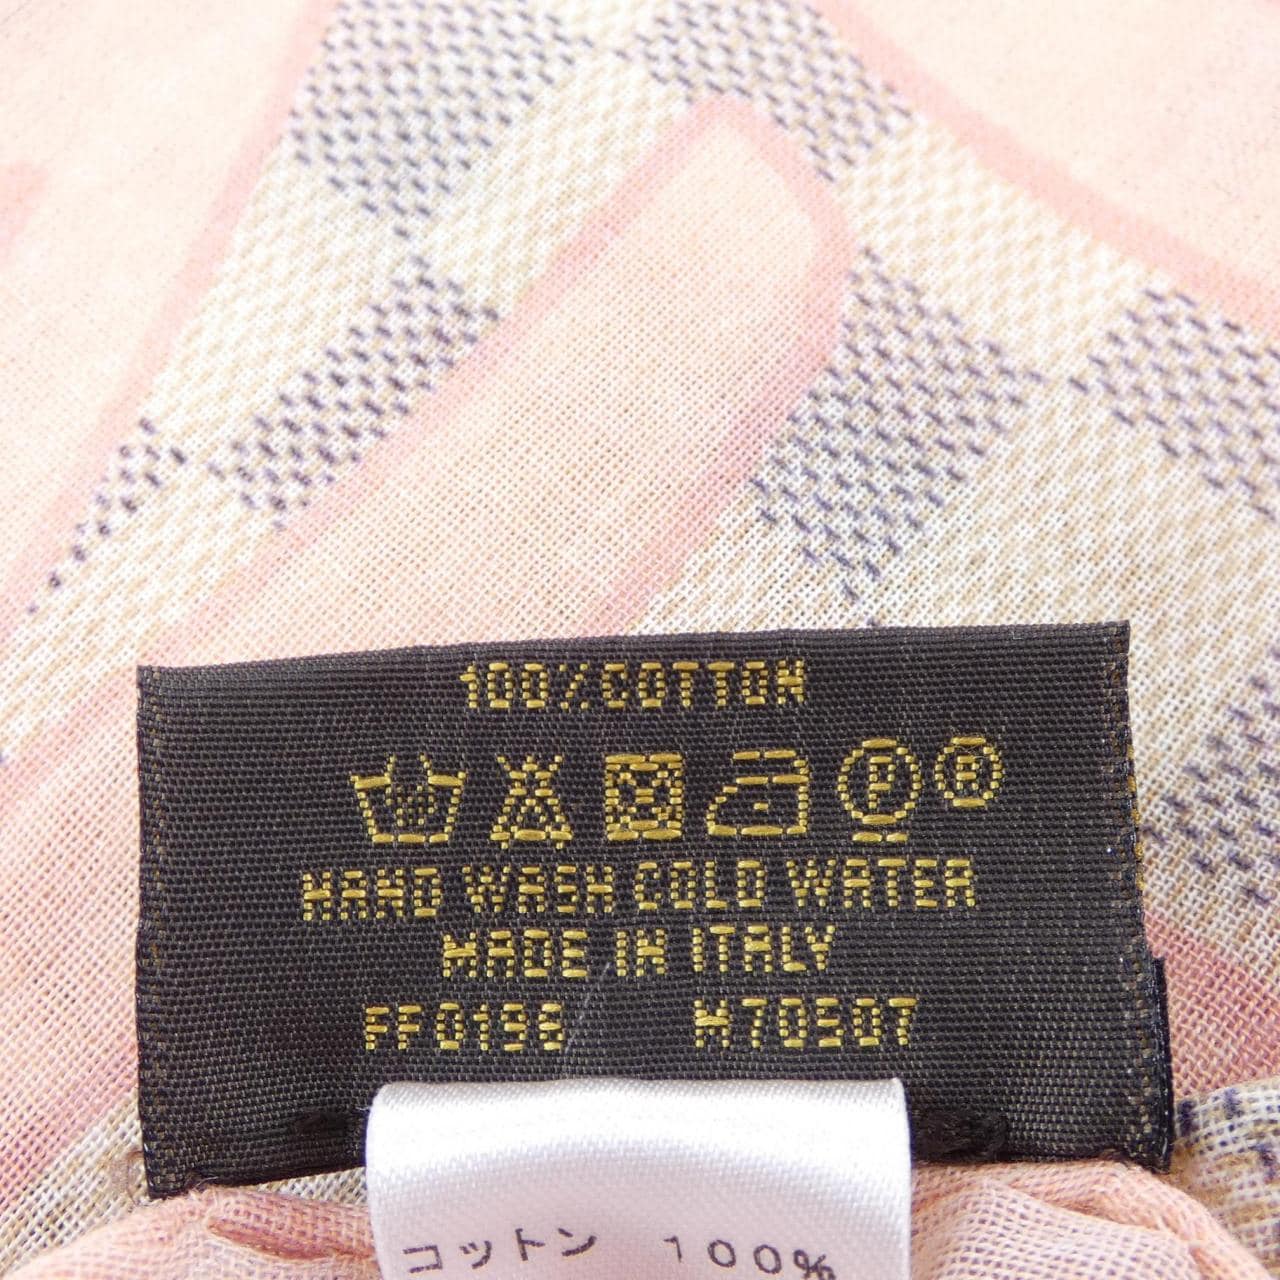 100%COTTON
P R
HAND WASH COLD WATER
MADE IN ITALY
FF0196 M70507
コットン 100%